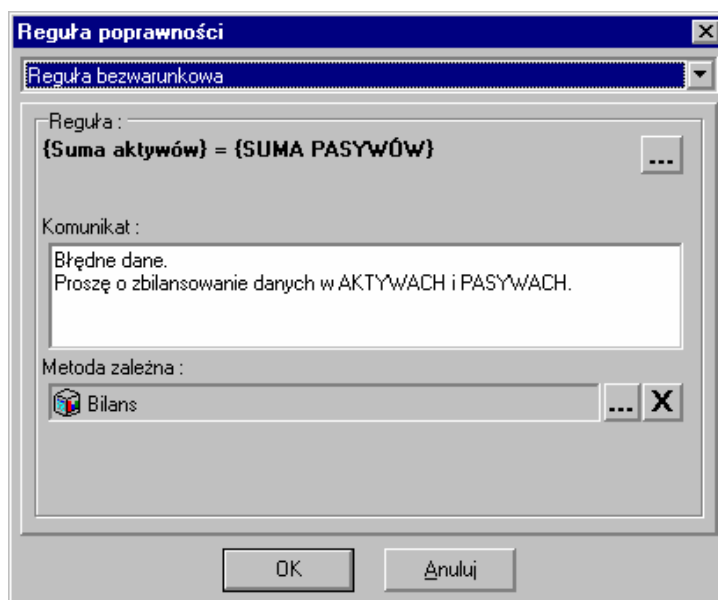 Reguła poprawności
Reguła bezwarunkowa
Reguła :
{Suma aktywów} = {SUMA PASYWÓW}
...
Komunikat :
Błędne dane.
Proszę o zbilansowanie danych w AKTYWACH i PASYWACH.
Metoda zależna :
Bilans ... X
OK Anuluj